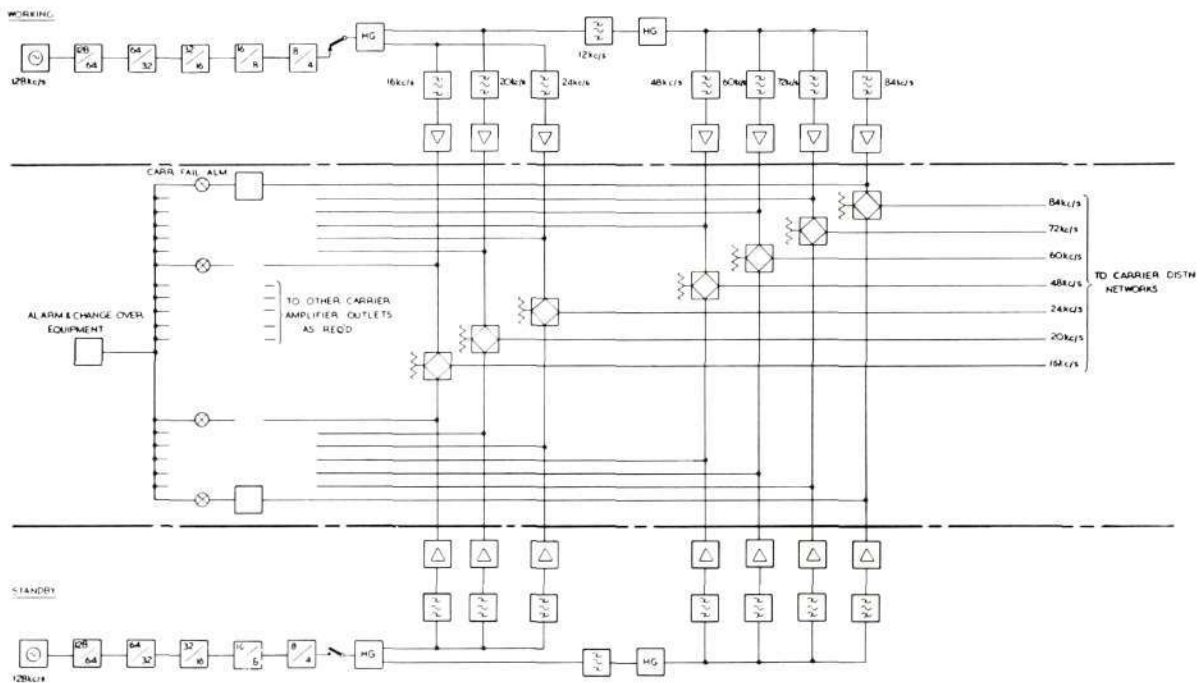 WORKING
128kc/s
128/64
64/32
32/16
16/8
8/4
HG
12kc/s
HG
16kc/s
20kc/s
24kc/s
48kc/s
60kc/s
72kc/s
84kc/s
CARR. FAIL ALM
ALARM & CHANGE OVER
EQUIPMENT
TO OTHER CARRIER
AMPLIFIER OUTLETS
AS REQ'D
84kc/s
72kc/s
60kc/s
48kc/s
24kc/s
20kc/s
16kc/s
TO CARRIER DISTN
NETWORKS
STANDBY
128kc/s
128/64
64/32
32/16
8/4
HG
HG